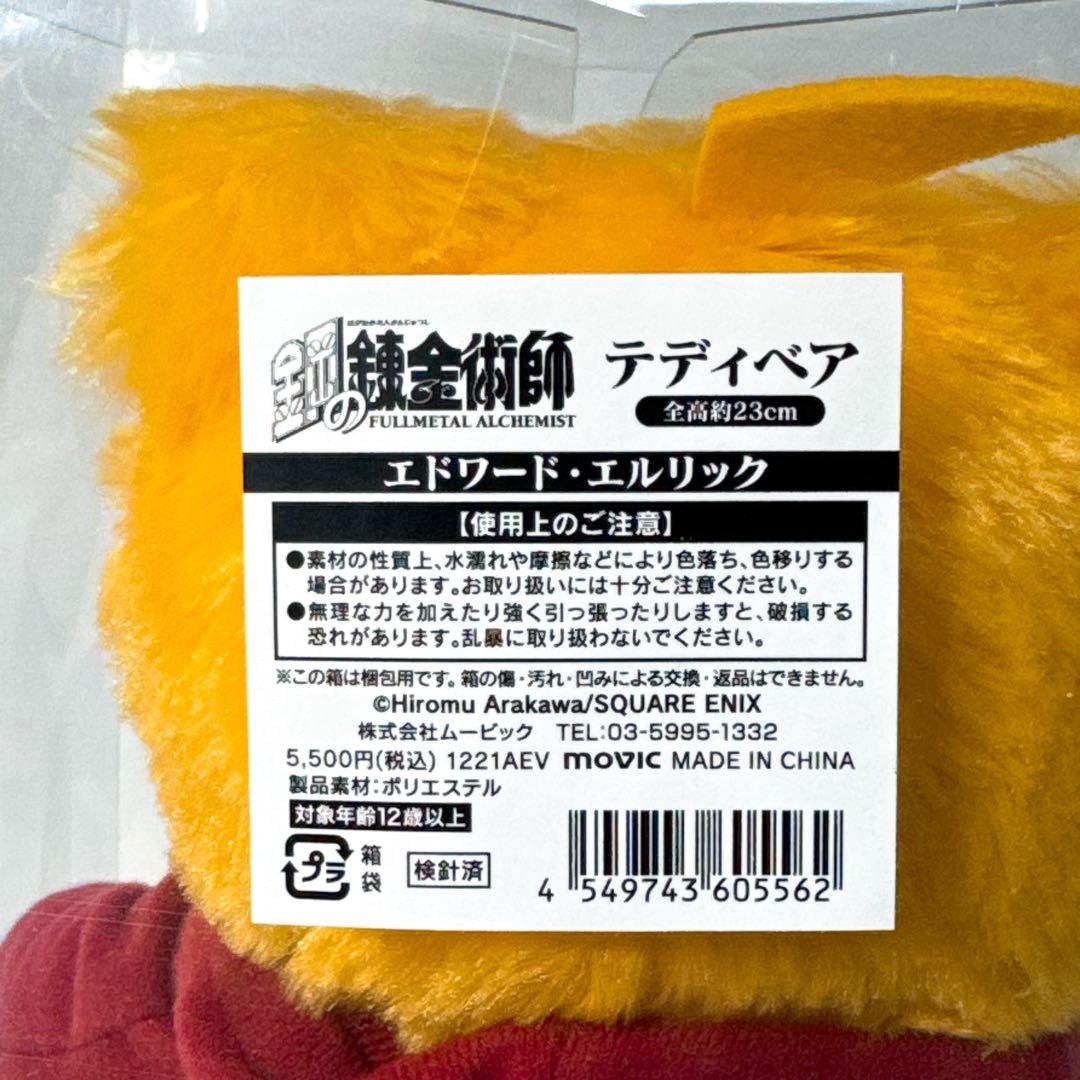 はがねのれんきんじゅつし
鋼の錬金術師
FULLMETAL ALCHEMIST
テディベア
全高約23cm
エドワード・エルリック
【使用上のご注意】
●素材の性質上、水濡れや摩擦などにより色落ち、色移りする
場合があります。お取り扱いには十分ご注意ください。
●無理な力を加えたり強く引っ張ったりしますと、破損する
恐れがあります。乱暴に取り扱わないでください。
※この箱は梱包用です。箱の傷・汚れ・凹みによる交換・返品はできません。
©Hiromu Arakawa/SQUARE ENIX
株式会社ムービック TEL:03-5995-1332
5,500円(税込) 1221AEV movic MADE IN CHINA
製品素材:ポリエステル
対象年齢12歳以上
プラ
箱
袋
検針済
4 549743 605562